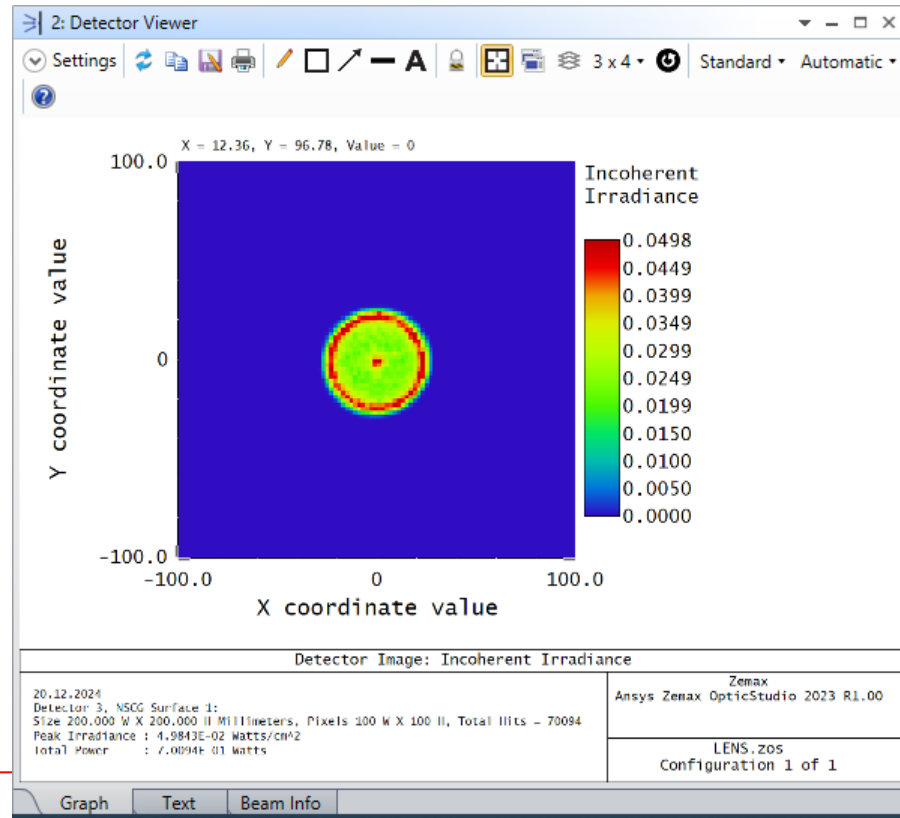 2: Detector Viewer
Settings
3 x 4
Standard
Automatic
X = 12.36, Y = 96.78, Value = 0
Incoherent
Irradiance
100.0
0
-100.0
Y coordinate value
0.0498
0.0449
0.0399
0.0349
0.0299
0.0249
0.0199
0.0150
0.0100
0.0050
0.0000
-100.0
0
100.0
X coordinate value
Detector Image: Incoherent Irradiance
20.12.2024
Detector 3, NSCG Surface 1:
Size 200.000 W X 200.000 H Millimeters, Pixels 100 W X 100 H, Total Hits = 70094
Peak Irradiance : 4.9843E-02 Watts/cm^2
Total Power : 7.0094E-01 Watts
Zemax
Ansys Zemax OpticStudio 2023 R1.00
LENS.zos
Configuration 1 of 1
Graph
Text
Beam Info